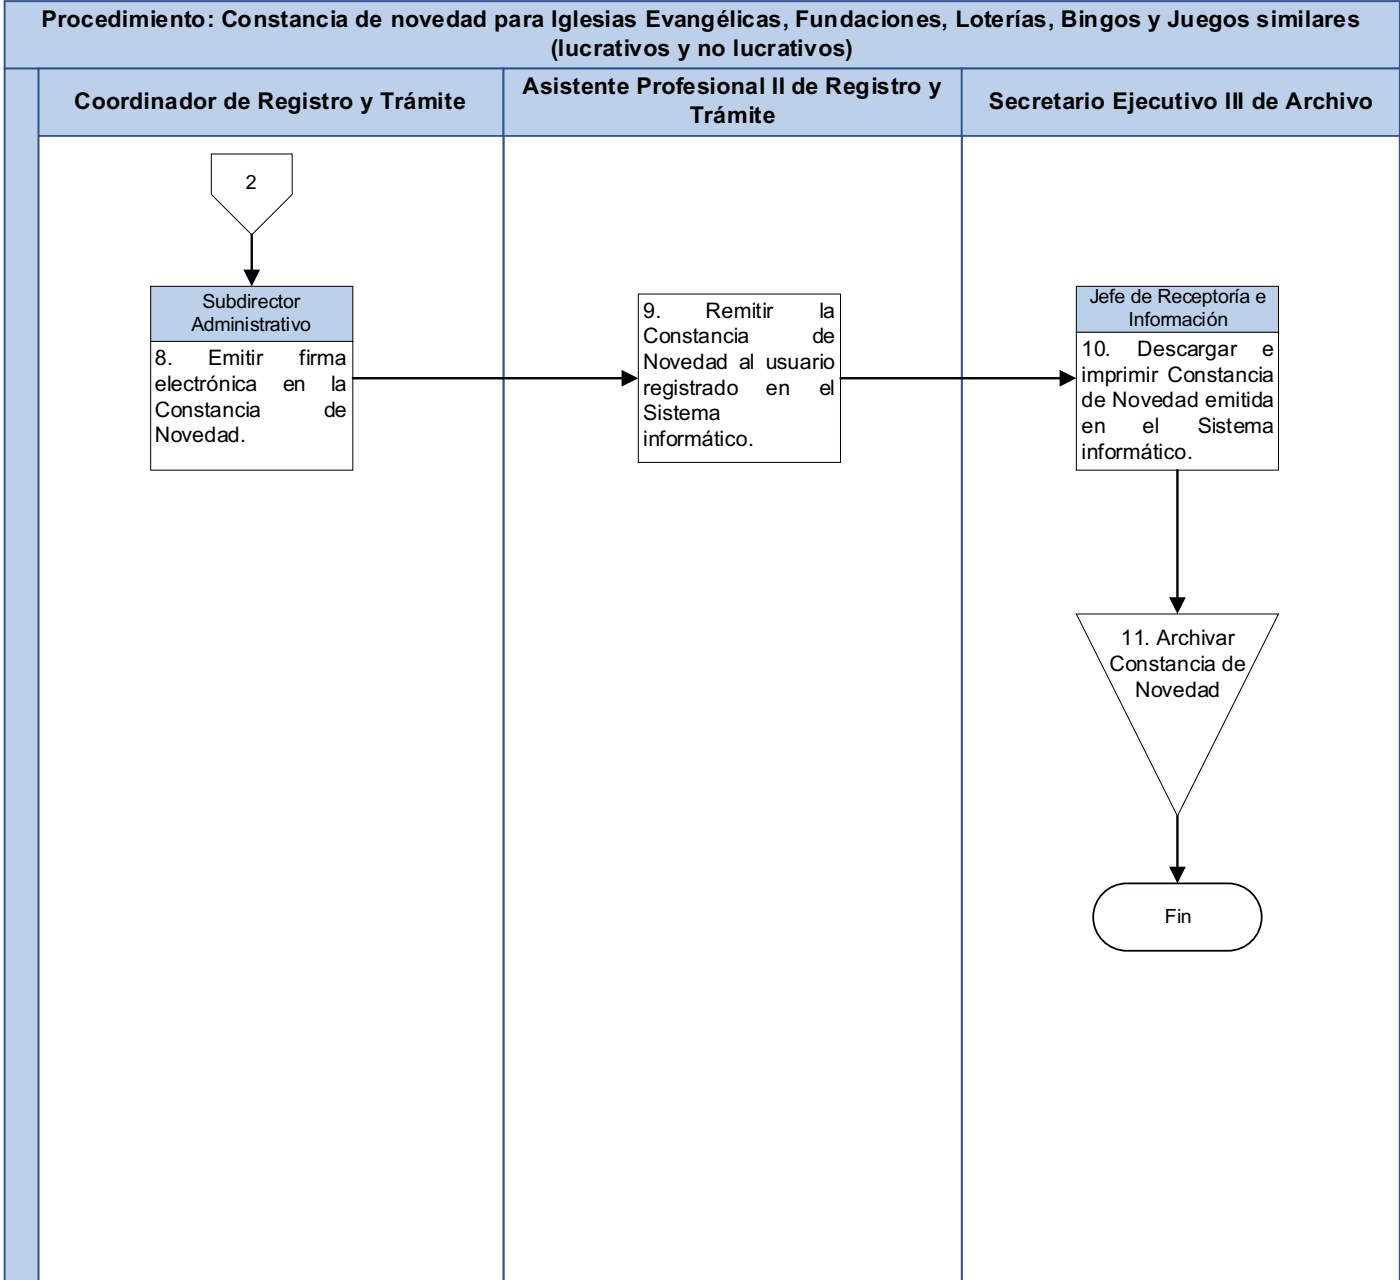 Procedimiento: Constancia de novedad para Iglesias Evangélicas, Fundaciones, Loterías, Bingos y Juegos similares
(lucrativos y no lucrativos)
Coordinador de Registro y Trámite
Asistente Profesional II de Registro y
Trámite
Secretario Ejecutivo III de Archivo
2
Subdirector
Administrativo
8. Emitir firma
electrónica en la
Constancia de
Novedad.
9. Remitir la
Constancia de
Novedad al usuario
registrado en el
Sistema
informático.
Jefe de Receptoría e
Información
10. Descargar e
imprimir Constancia
de Novedad emitida
en el Sistema
informático.
11. Archivar
Constancia de
Novedad
Fin